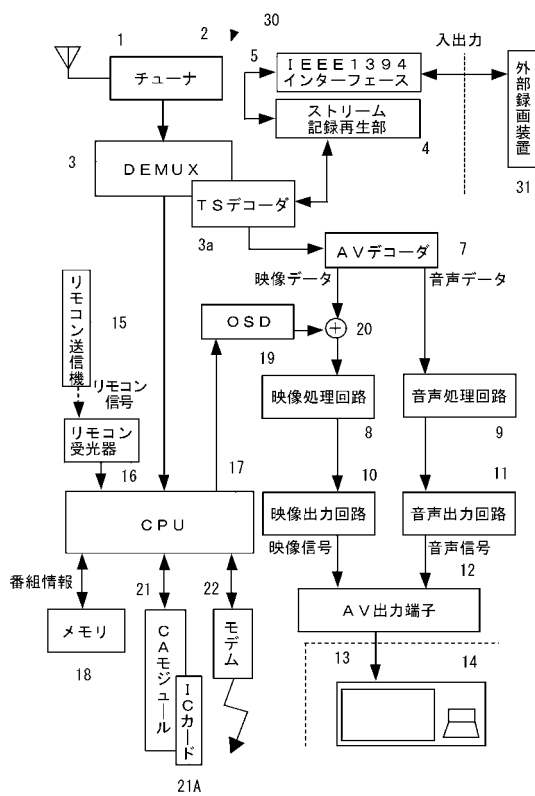 30
1
2
5
チューナ
IEEE1394
インターフェース
入出力
外部録画装置
ストリーム
記録再生部
4
31
3
DEMUX
TSデコーダ
3a
AVデコーダ
7
映像データ
音声データ
リモコン送信機
15
OSD
20
19
リモコン
信号
映像処理回路
音声処理回路
リモコン
受光器
8
9
16
17
10
11
CPU
映像出力回路
音声出力回路
映像信号
音声信号
番組情報
21
22
12
AV出力端子
メモリ
18
CAモジュール
モデム
13
14
ICカード
21A